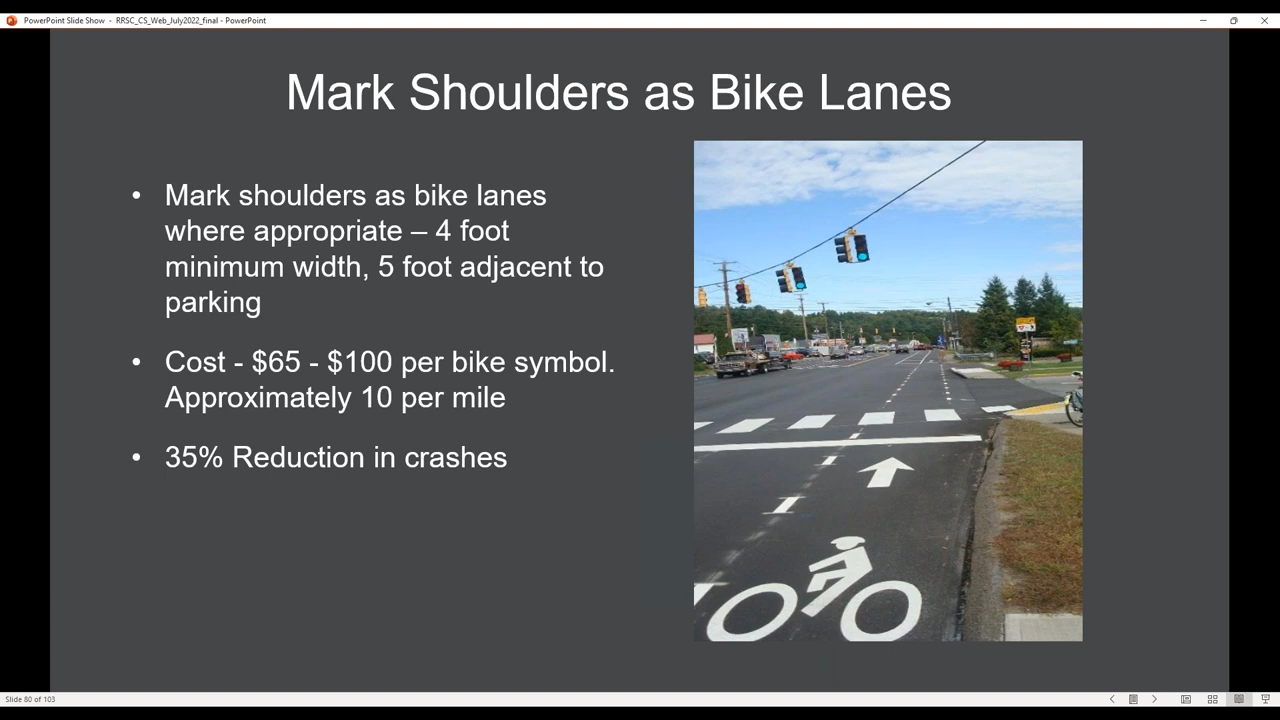 PowerPoint Slide Show - RRSC_CS_Web_July2022_final - PowerPoint
Mark Shoulders as Bike Lanes
• Mark shoulders as bike lanes
where appropriate – 4 foot
minimum width, 5 foot adjacent to
parking
• Cost - $65 - $100 per bike symbol.
Approximately 10 per mile
• 35% Reduction in crashes
Slide 80 of 103